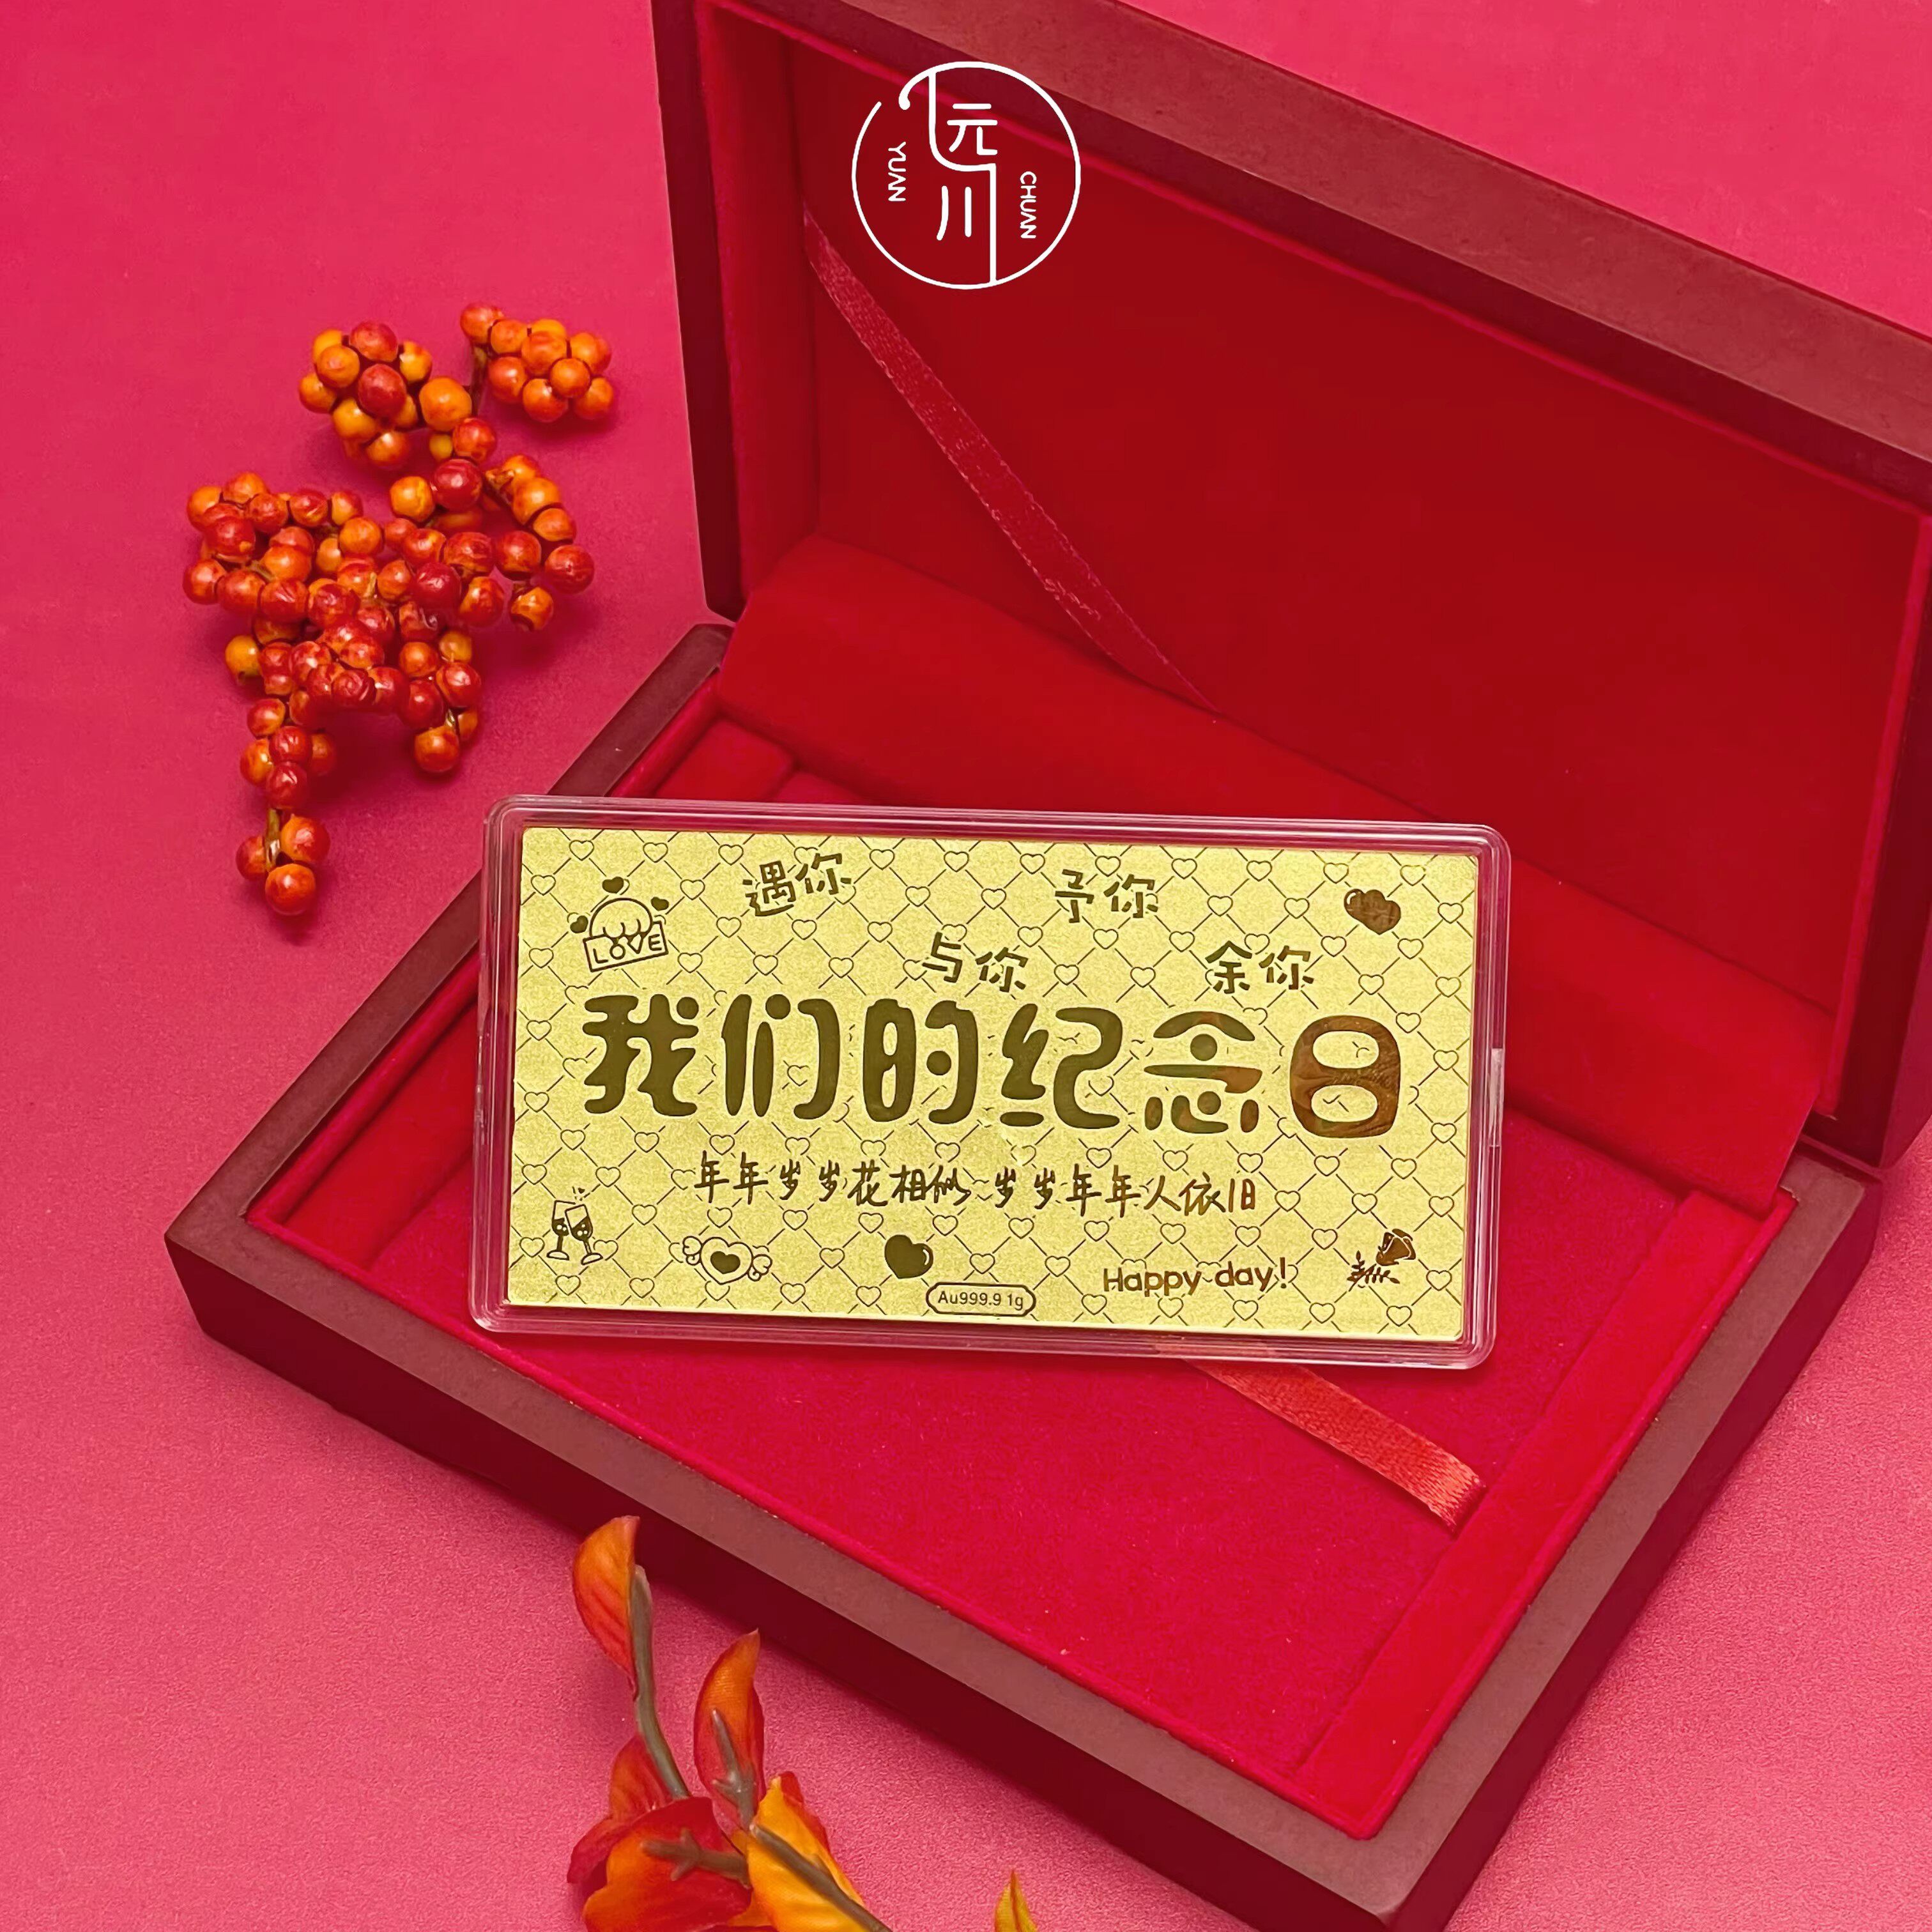 元川
YUAN
CHUAN
遇你
予你
与你
余你
LOVE
我们的纪念日
年年岁岁花相似 岁岁年年人依旧
Happy day!
Au999.9 1g